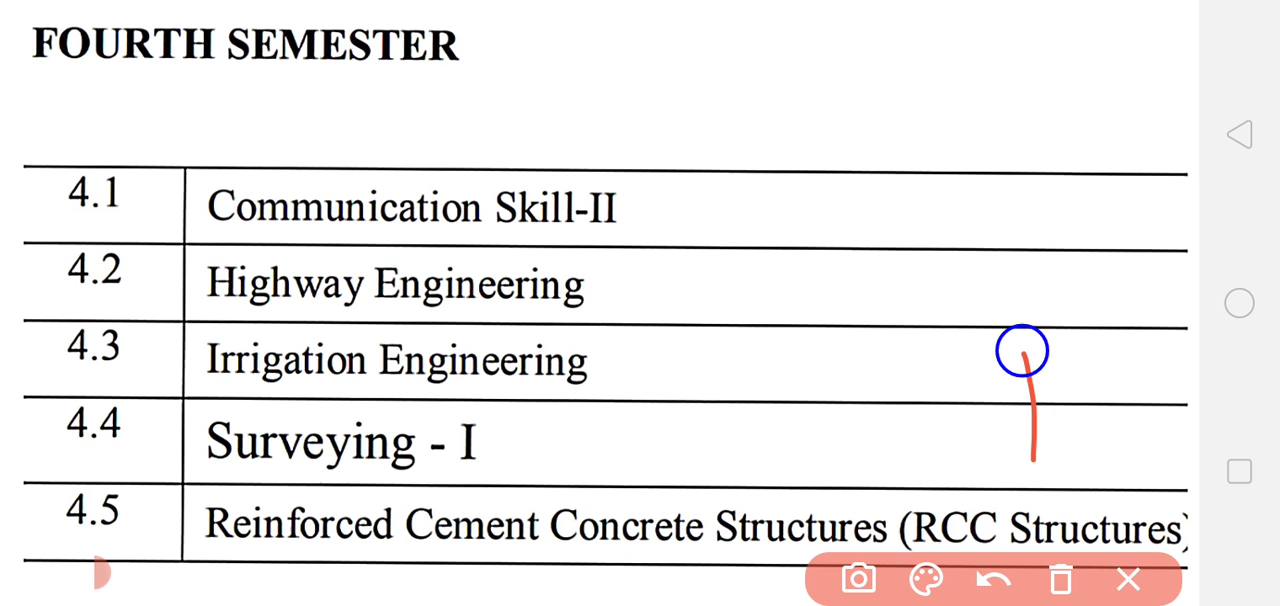 FOURTH SEMESTER
4.1 Communication Skill-II
4.2 Highway Engineering
4.3 Irrigation Engineering
4.4 Surveying - I
4.5 Reinforced Cement Concrete Structures (RCC Structures)